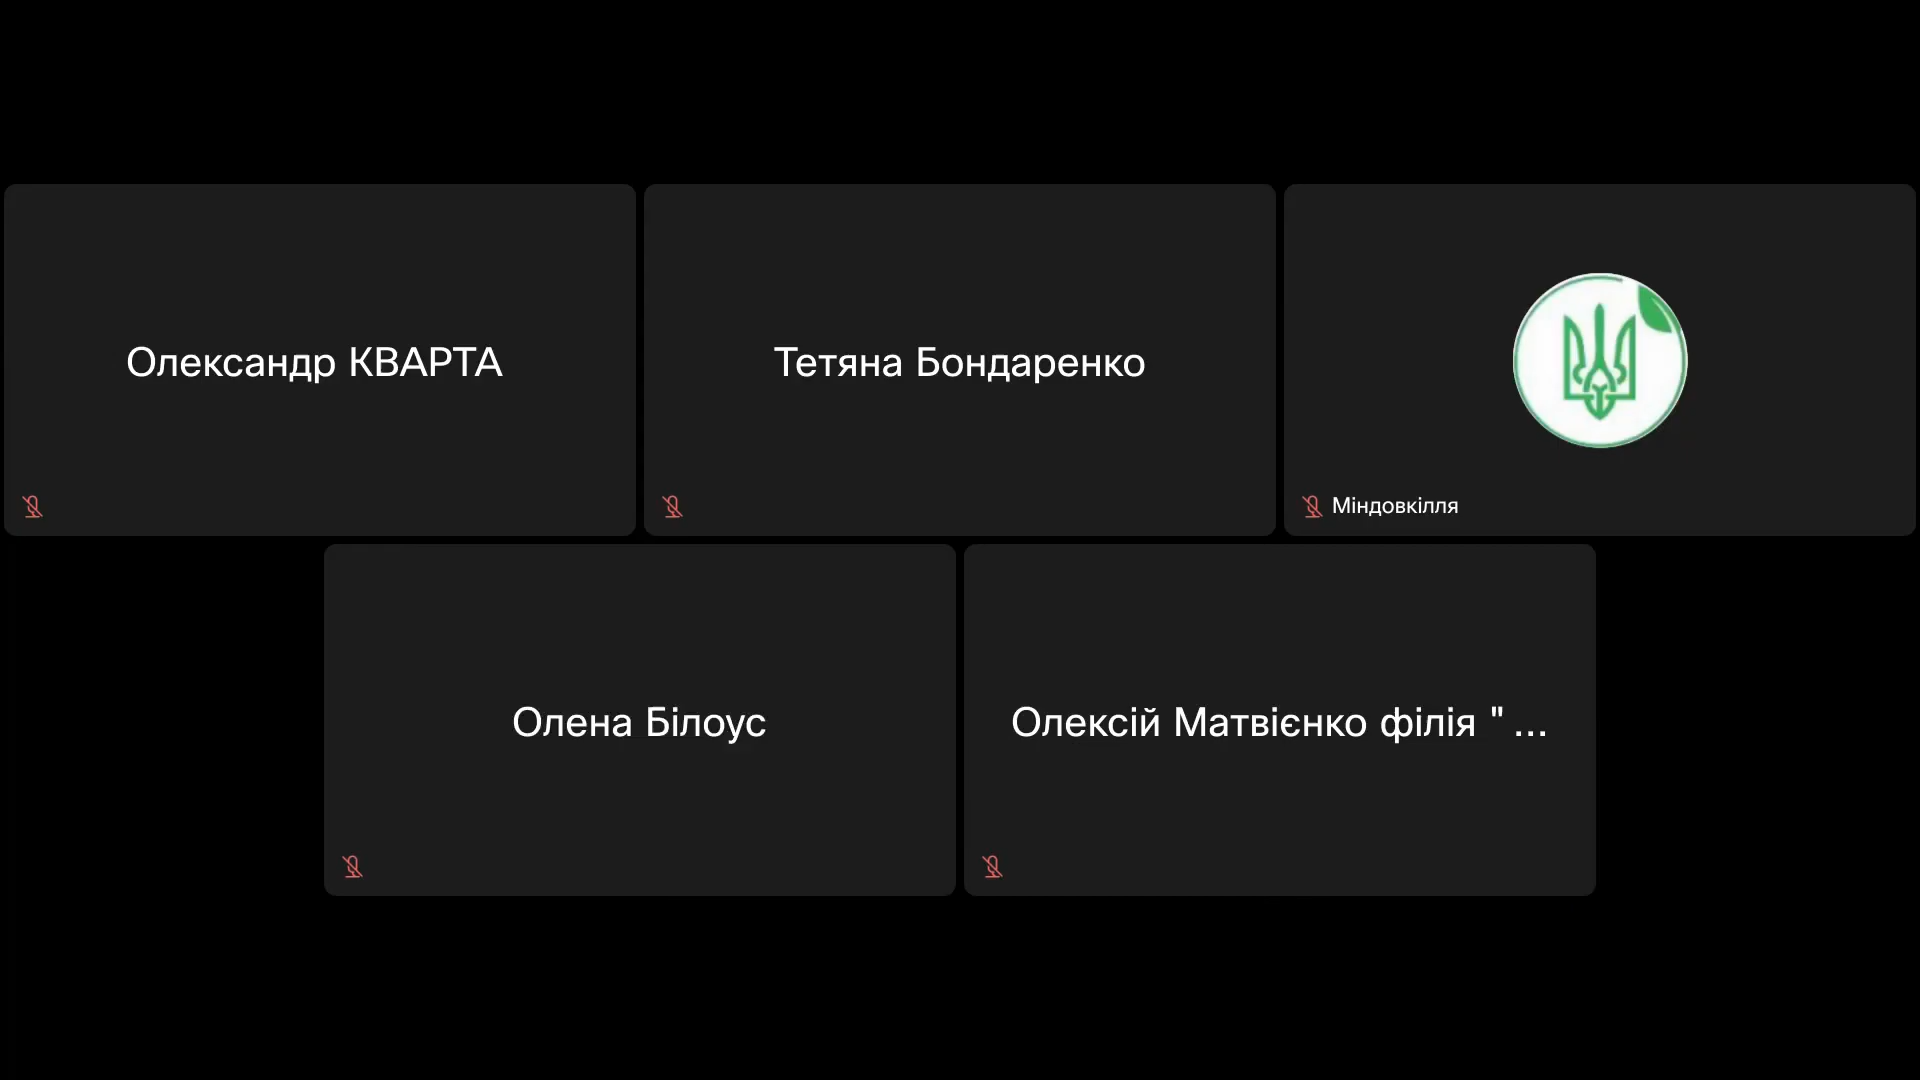 Олександр КВАРТА
Тетяна Бондаренко
Міндовкілля
Олена Білоус
Олексій Матвієнко філія " ...